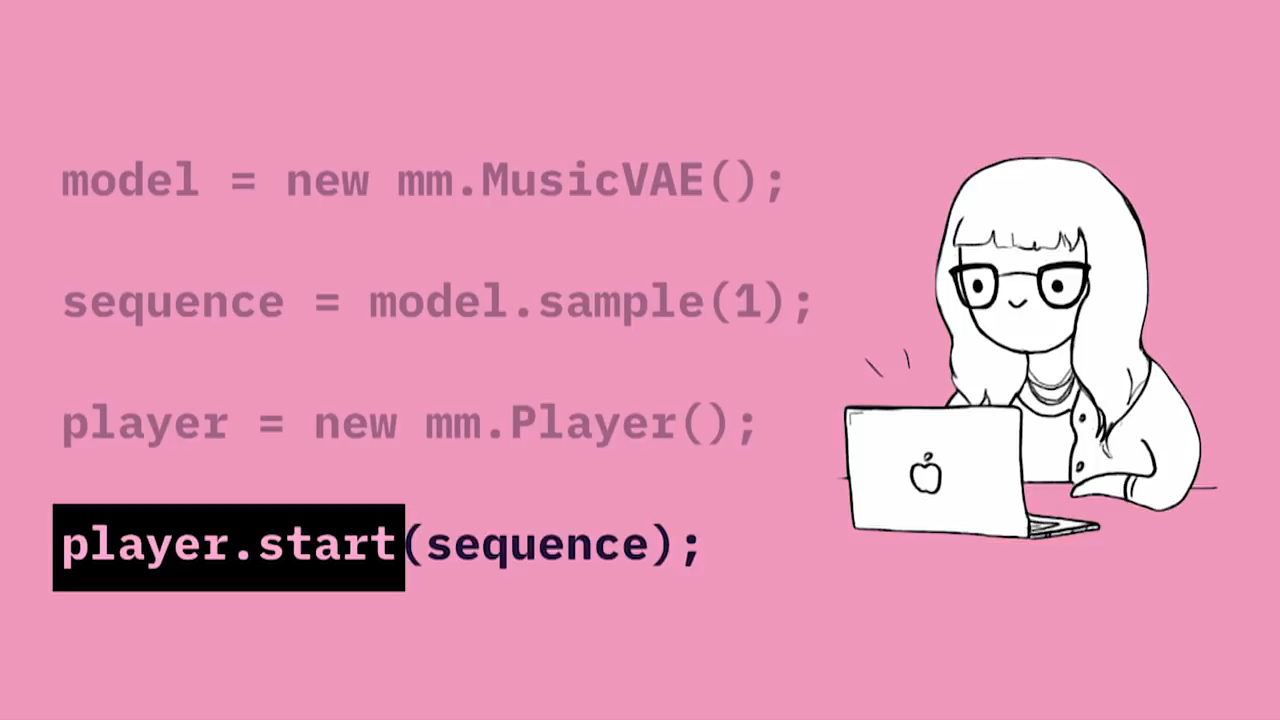 model = new mm.MusicVAE();
sequence = model.sample(1);
player = new mm.Player();
player.start(sequence);